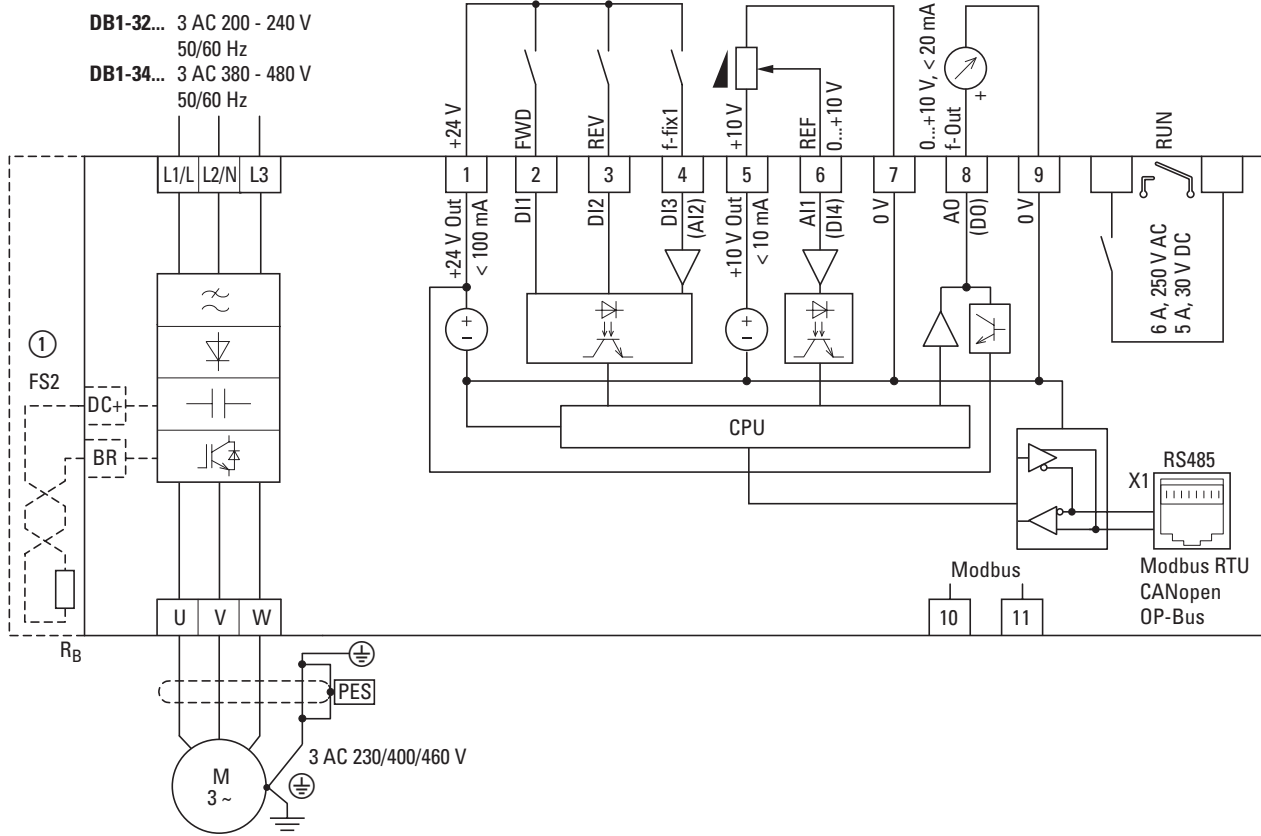 DB1-32... 3 AC 200 - 240 V
50/60 Hz
DB1-34... 3 AC 380 - 480 V
50/60 Hz
+24 V
FWD
REV
f-fix1
+10 V
REF
0...+10 V
0...+10 V, < 20 mA
f-Out
RUN
L1/L L2/N L3
1 2 3 4 5 6 7 8 9
+24 V Out
< 100 mA
DI1
DI2
DI3
(AI2)
+10 V Out
< 10 mA
AI1
(DI4)
0 V
AO
(DO)
0 V
6 A, 250 V AC
5 A, 30 V DC
+
-
+
-
+
1
FS2
DC+
BR
CPU
X1
RS485
Modbus RTU
CANopen
OP-Bus
Modbus
10 11
U V W
RB
PES
3 AC 230/400/460 V
M
3 ~